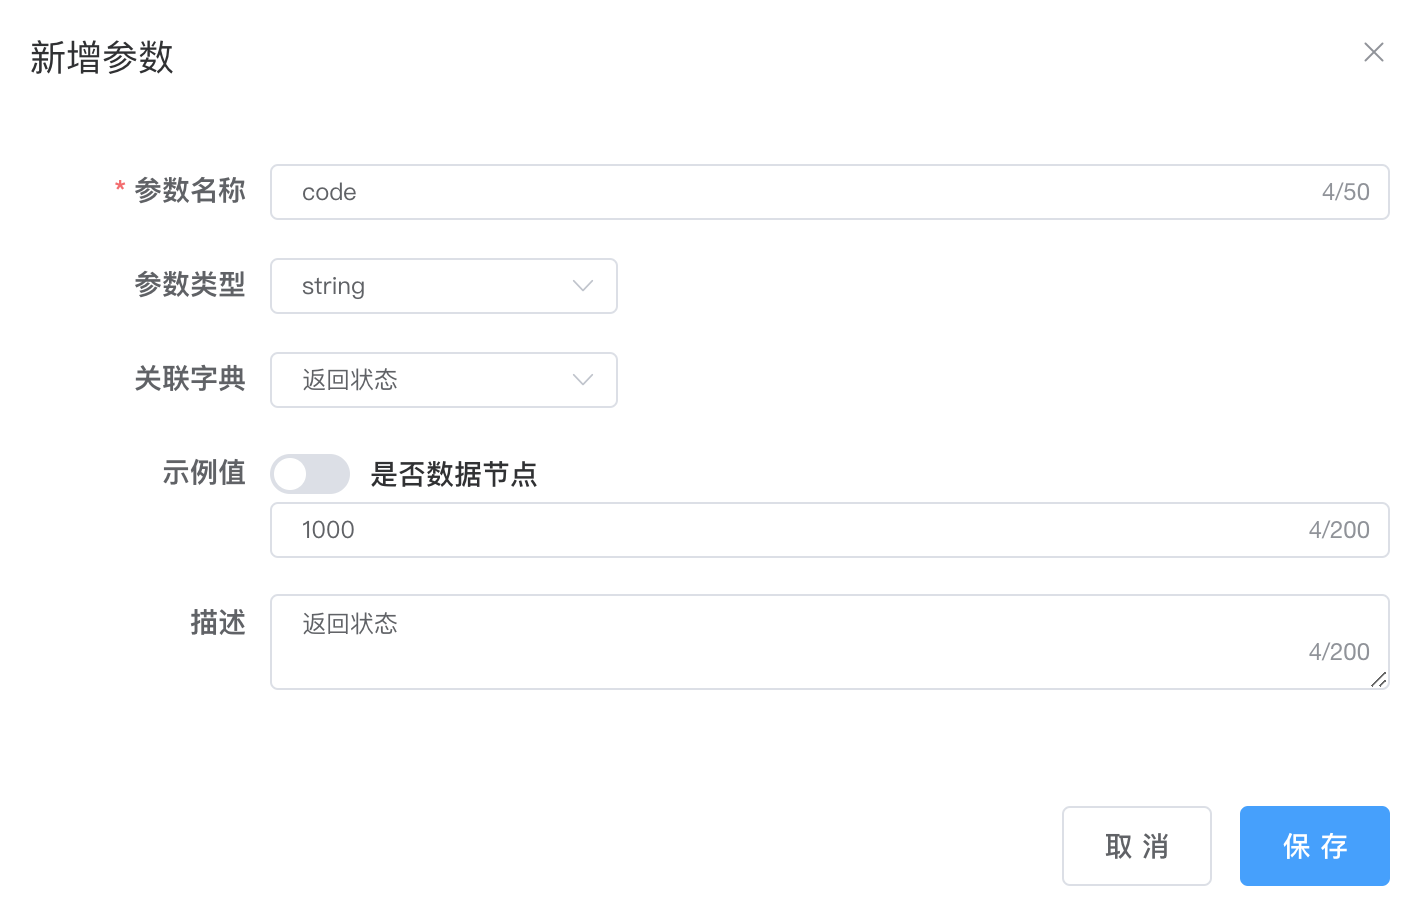 新增参数
* 参数名称 code 4/50
参数类型 string
关联字典 返回状态
示例值 是否数据节点
1000 4/200
描述 返回状态
4/200
取 消 保 存